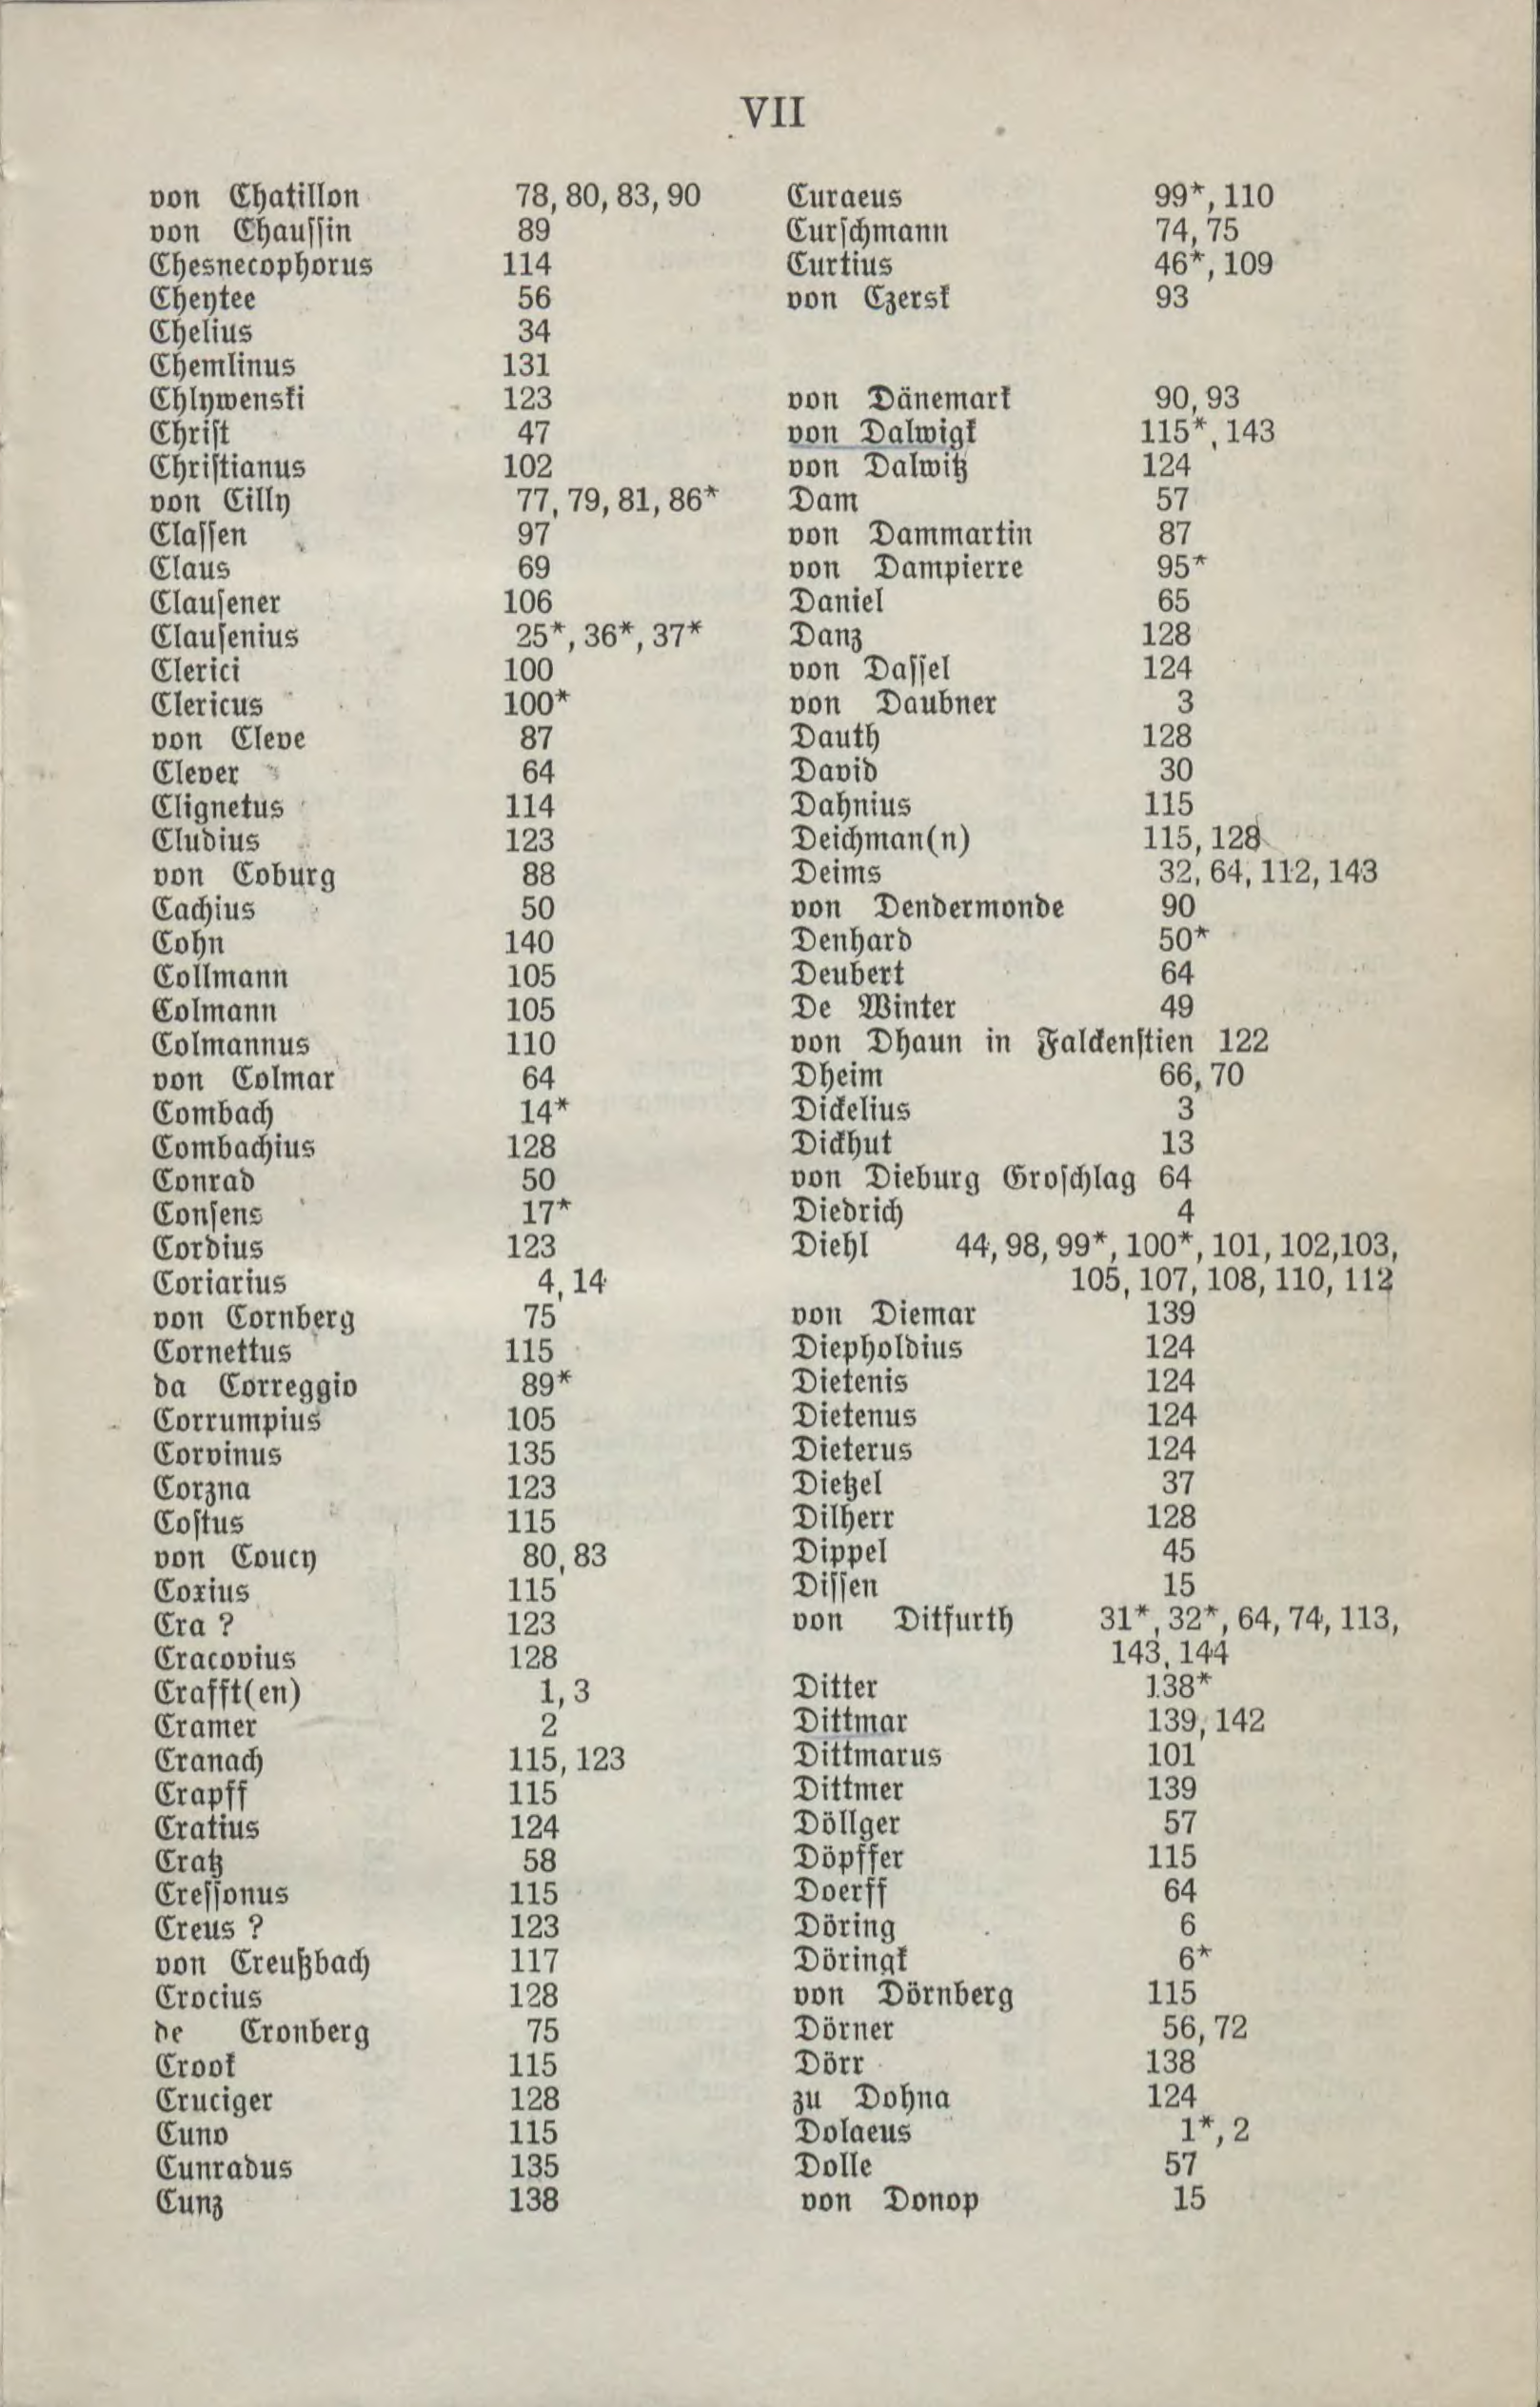 VII
von Chatillon 78, 80, 83, 90
von Chaussin 89
Chesnecophorus 114
Cheytee 56
Chelius 34
Chemlinus 131
Chlywenski 123
Christ 47
Christianus 102
von Cilly 77, 79, 81, 86*
Classen 97
Claus 69
Clausener 106
Clausenius 25*, 36*, 37*
Clerici 100
Clericus 100*
von Cleve 87
Clever 64
Clignetus 114
Cludius 123
von Coburg 88
Cachius 50
Cohn 140
Collmann 105
Colmann 105
Colmannus 110
von Colmar 64
Combach 14*
Combachius 128
Conrad 50
Consens 17*
Cordius 123
Coriarius 4, 14
von Cornberg 75
Cornettus 115
da Correggio 89*
Corrumpius 105
Corvinus 135
Corzna 123
Costus 115
von Coucy 80, 83
Coxius 115
Cra ? 123
Cracovius 128
Crafft(en) 1, 3
Cramer 2
Cranach 115, 123
Crapff 115
Cratius 124
Cratz 58
Cressonus 115
Creus ? 123
von Creußbach 117
Crocius 128
de Cronberg 75
Crook 115
Cruciger 128
Cuno 115
Cunradus 135
Cunz 138
Curaeus 99*, 110
Curschmann 74, 75
Curtius 46*, 109
von Czersk 93
von Dänemark 90, 93
von Dalwigk 115*, 143
von Dalwitz 124
Dam 57
von Dammartin 87
von Dampierre 95*
Daniel 65
Danz 128
von Dassel 124
von Daubner 3
Dauth 128
David 30
Dahnius 115
Deichman(n) 115, 128
Deims 32, 64, 112, 143
von Dendermonde 90
Denhard 50*
Deubert 64
De Winter 49
von Dhaun in Falckenstien 122
Dheim 66, 70
Dickelius 3
Dickhut 13
von Dieburg Groschlag 64
Diedrich 4
Diehl 44, 98, 99*, 100*, 101, 102,103,
105, 107, 108, 110, 112
von Diemar 139
Diepholdius 124
Dietenis 124
Dietenus 124
Dieterus 124
Dietzel 37
Dilherr 128
Dippel 45
Dissen 15
von Ditfurth 31*, 32*, 64, 74, 113,
143, 144
Ditter 138*
Dittmar 139, 142
Dittmarus 101
Dittmer 139
Döllger 57
Döpffer 115
Doerff 64
Döring 6
Döringk 6*
von Dörnberg 115
Dörner 56, 72
Dörr 138
zu Dohna 124
Dolaeus 1*, 2
Dolle 57
von Donop 15